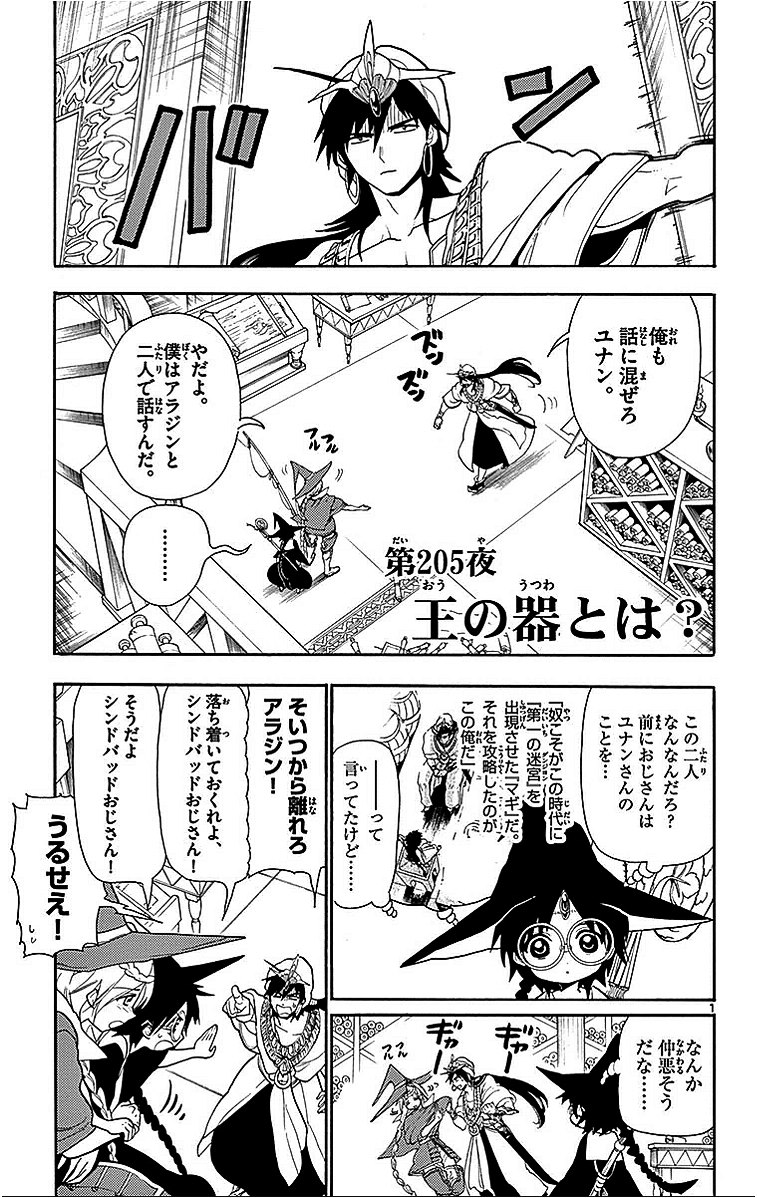 バン
俺も
話に混ぜろ
ユナン。
ズンズン
やだよ。
僕はアラジンと
二人で話すんだ。
フルフル
………
第205夜
王の器とは？
この二人
なんなんだろ？
前におじさんは
ユナンさんの
ことを…
「奴こそがこの時代に
『第一の迷宮』を
出現させた「マギ」だ。
それを攻略したのが
この俺だ」
──って
言ってたけど……
そいつから離れろ
アラジン！
落ち着いておくれよ、
シンドバッドおじさん！
そうだよ
シンドバッドおじさん！
うるせえ！
1
なんか
仲悪そう
だな……
ギャー
ギャー